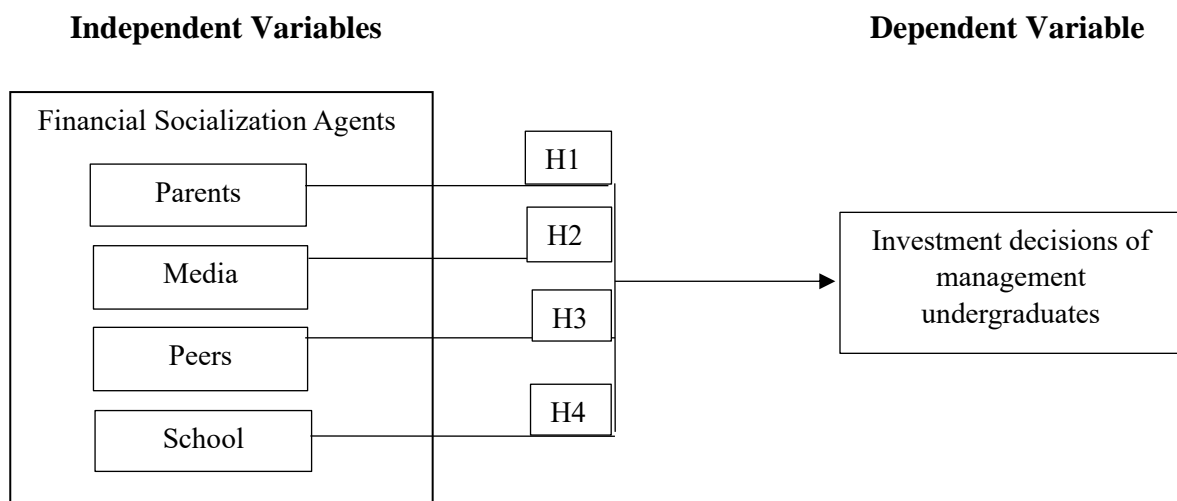 Independent Variables
Dependent Variable
Financial Socialization Agents
Parents
Media
Peers
School
H1
H2
H3
H4
Investment decisions of
management
undergraduates